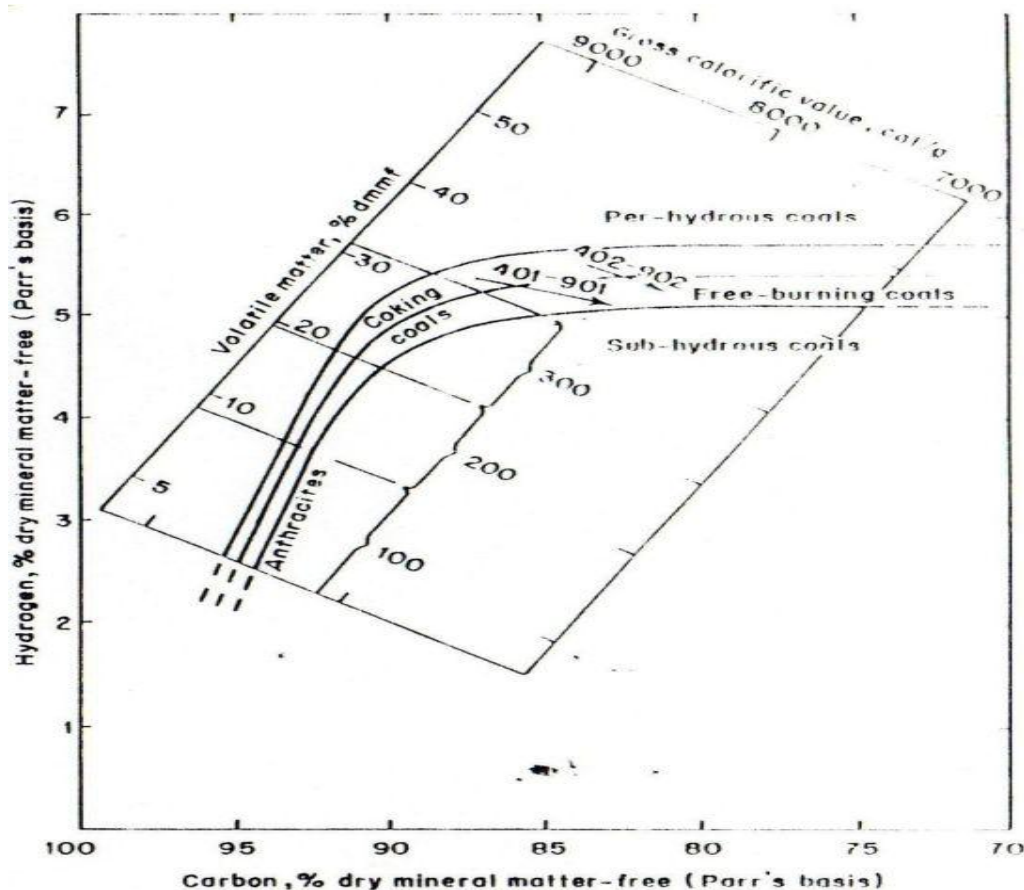 Gross calorific value, cal/g
9000
8000
7000
Volatile matter, % dmmf
50
40
30
20
10
5
Per-hydrous coals
402-902
401-901
Free-burning coals
Coking
coals
Sub-hydrous coals
300
200
100
Anthracites
Hydrogen, % dry mineral matter-free (Parr's basis)
7
6
5
4
3
2
1
0
100
95
90
85
80
75
70
Carbon, % dry mineral matter-free (Parr's basis)